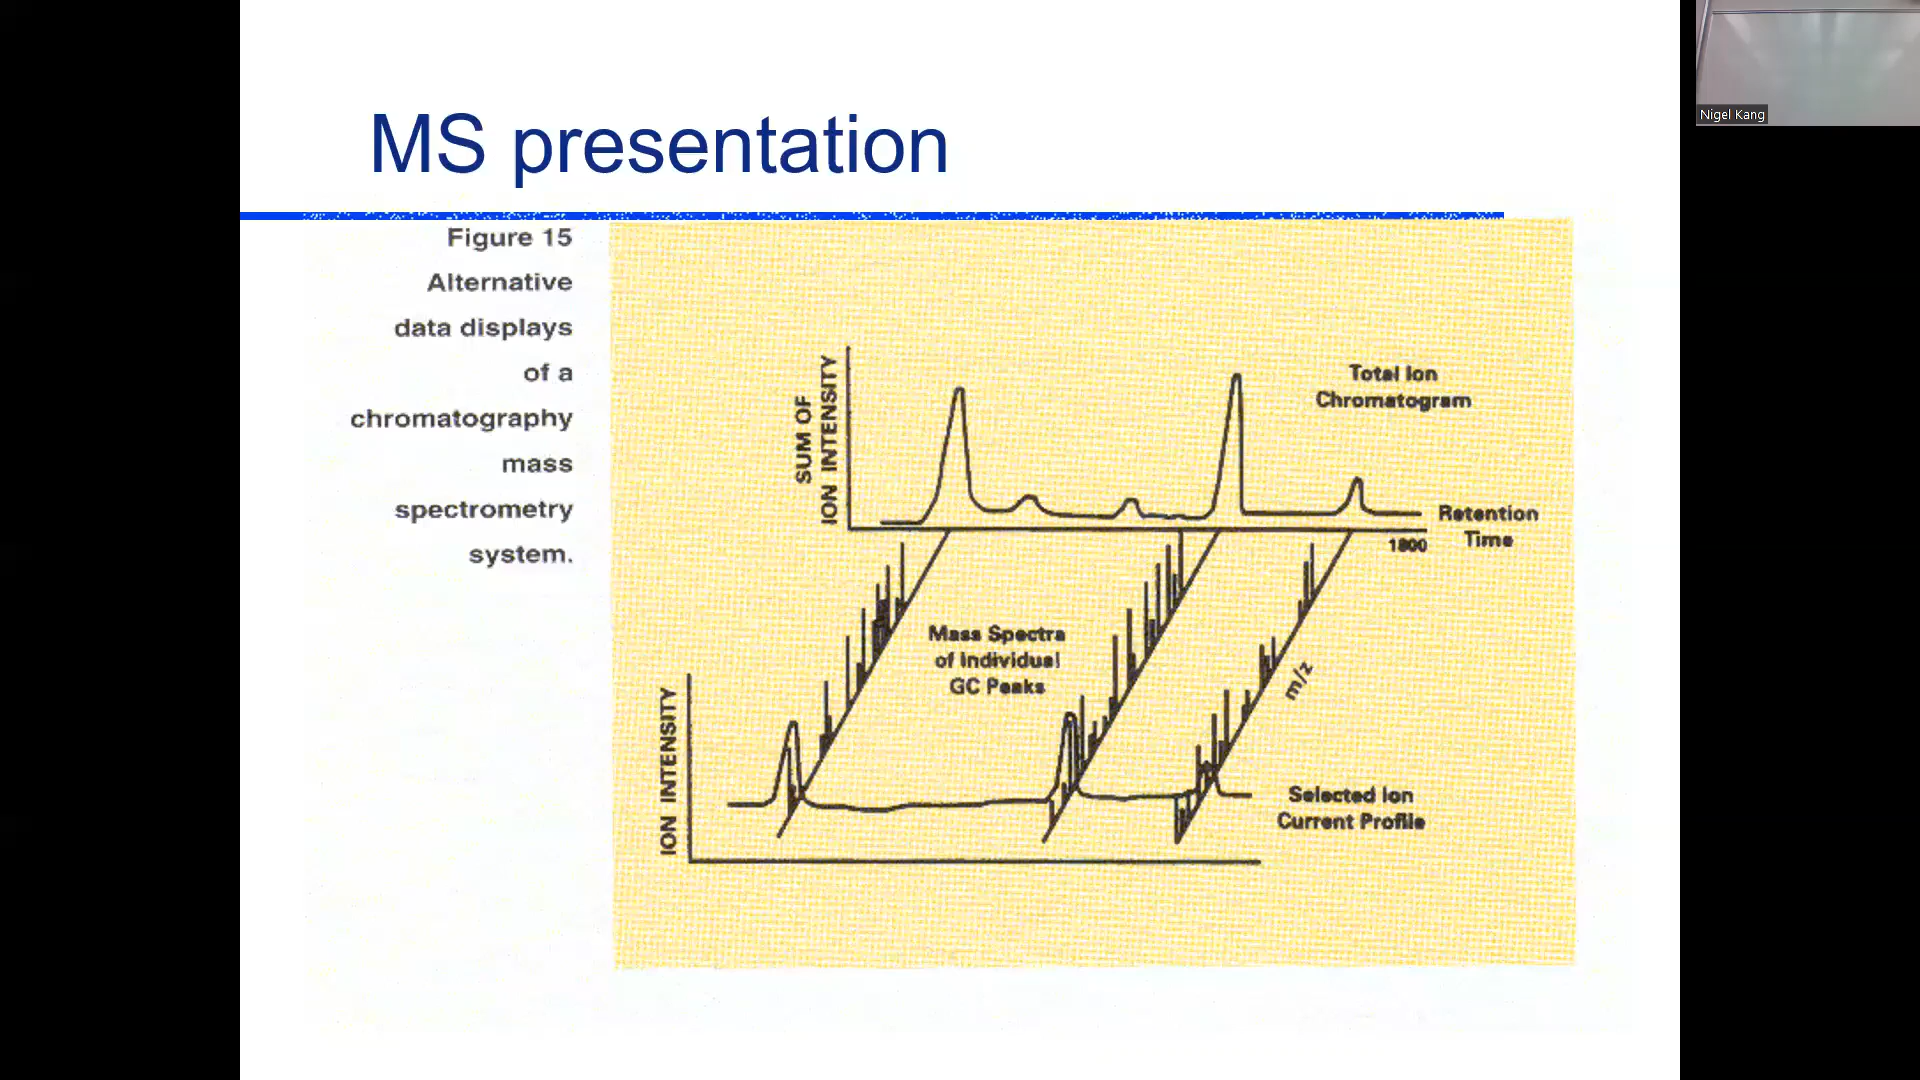 MS presentation
Nigel Kang
Figure 15
Alternative
data displays
of a
chromatography
mass
spectrometry
system.
SUM OF
ION INTENSITY
Total Ion
Chromatogram
Retention
Time
1800
Mass Spectra
of Individual
GC Peaks
m/z
ION INTENSITY
Selected Ion
Current Profile